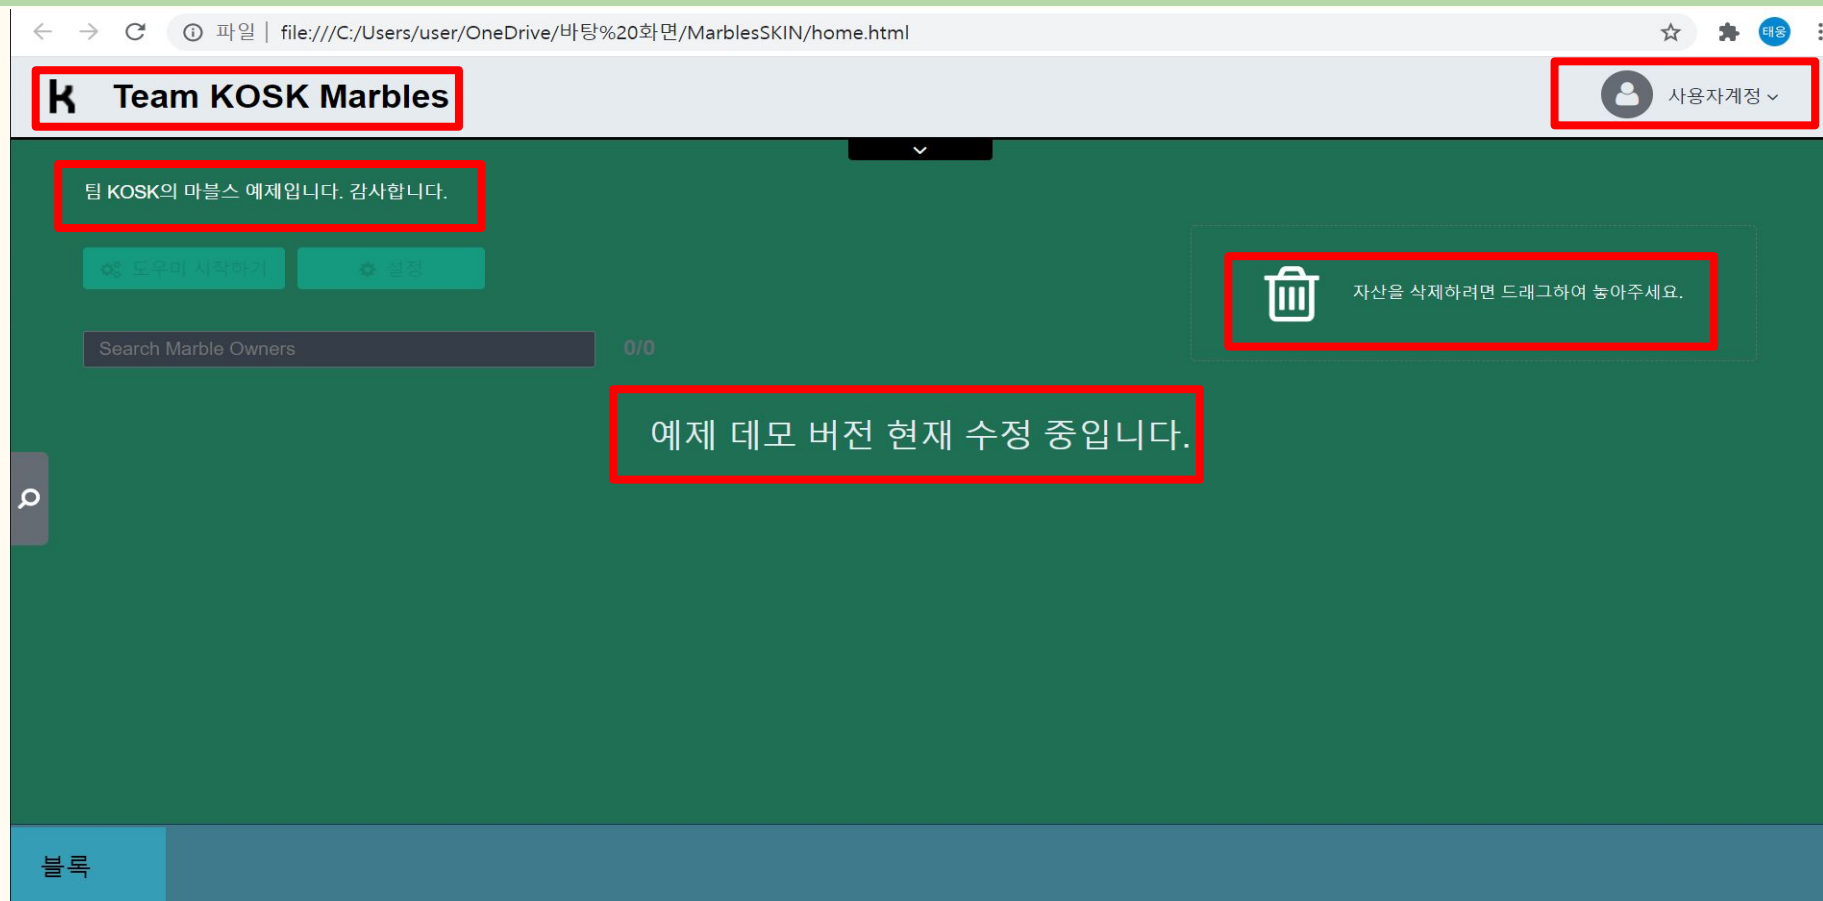 파일 | file:///C:/Users/user/OneDrive/바탕%20화면/MarblesSKIN/home.html
태웅
k Team KOSK Marbles
사용자계정
팀 KOSK의 마블스 예제입니다. 감사합니다.
도우미 시작하기
설정
자산을 삭제하려면 드래그하여 놓아주세요.
Search Marble Owners
0/0
예제 데모 버전 현재 수정 중입니다.
블록